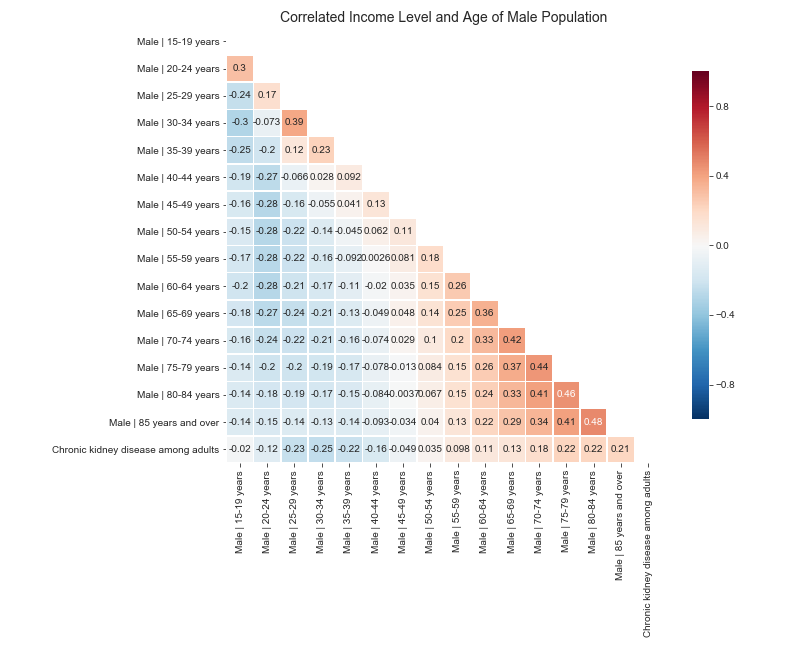 Correlated Income Level and Age of Male Population
Male | 15-19 years
Male | 20-24 years 0.3
Male | 25-29 years -0.24 0.17
Male | 30-34 years -0.3 -0.073 0.39
Male | 35-39 years -0.25 -0.2 0.12 0.23
Male | 40-44 years -0.19 -0.27 -0.066 0.028 0.092
Male | 45-49 years -0.16 -0.28 -0.16 -0.055 0.041 0.13
Male | 50-54 years -0.15 -0.28 -0.22 -0.14 -0.045 0.062 0.11
Male | 55-59 years -0.17 -0.28 -0.22 -0.16 -0.092 0.0026 0.081 0.18
Male | 60-64 years -0.2 -0.28 -0.21 -0.17 -0.11 -0.02 0.035 0.15 0.26
Male | 65-69 years -0.18 -0.27 -0.24 -0.21 -0.13 -0.049 0.048 0.14 0.25 0.36
Male | 70-74 years -0.16 -0.24 -0.22 -0.21 -0.16 -0.074 0.029 0.1 0.2 0.33 0.42
Male | 75-79 years -0.14 -0.2 -0.2 -0.19 -0.17 -0.078 -0.013 0.084 0.15 0.26 0.37 0.44
Male | 80-84 years -0.14 -0.18 -0.19 -0.17 -0.15 -0.084 -0.0037 0.067 0.15 0.24 0.33 0.41 0.46
Male | 85 years and over -0.14 -0.15 -0.14 -0.13 -0.14 -0.093 -0.034 0.04 0.13 0.22 0.29 0.34 0.41 0.48
Chronic kidney disease among adults -0.02 -0.12 -0.23 -0.25 -0.22 -0.16 -0.049 0.035 0.098 0.11 0.13 0.18 0.22 0.22 0.21
Male | 15-19 years
Male | 20-24 years
Male | 25-29 years
Male | 30-34 years
Male | 35-39 years
Male | 40-44 years
Male | 45-49 years
Male | 50-54 years
Male | 55-59 years
Male | 60-64 years
Male | 65-69 years
Male | 70-74 years
Male | 75-79 years
Male | 80-84 years
Male | 85 years and over
Chronic kidney disease among adults
0.8
0.4
0.0
-0.4
-0.8